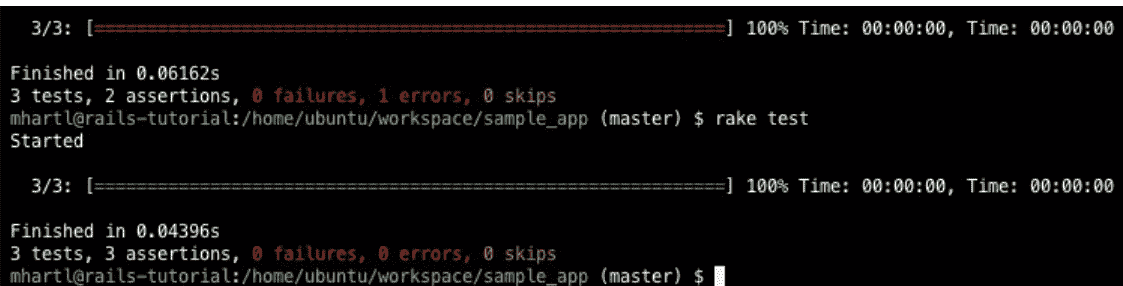 3/3: [=============================================================] 100% Time: 00:00:00, Time: 00:00:00
Finished in 0.06162s
3 tests, 2 assertions, 0 failures, 1 errors, 0 skips
mhartl@rails-tutorial:/home/ubuntu/workspace/sample_app (master) $ rake test
Started
3/3: [=============================================================] 100% Time: 00:00:00, Time: 00:00:00
Finished in 0.04396s
3 tests, 3 assertions, 0 failures, 0 errors, 0 skips
mhartl@rails-tutorial:/home/ubuntu/workspace/sample_app (master) $